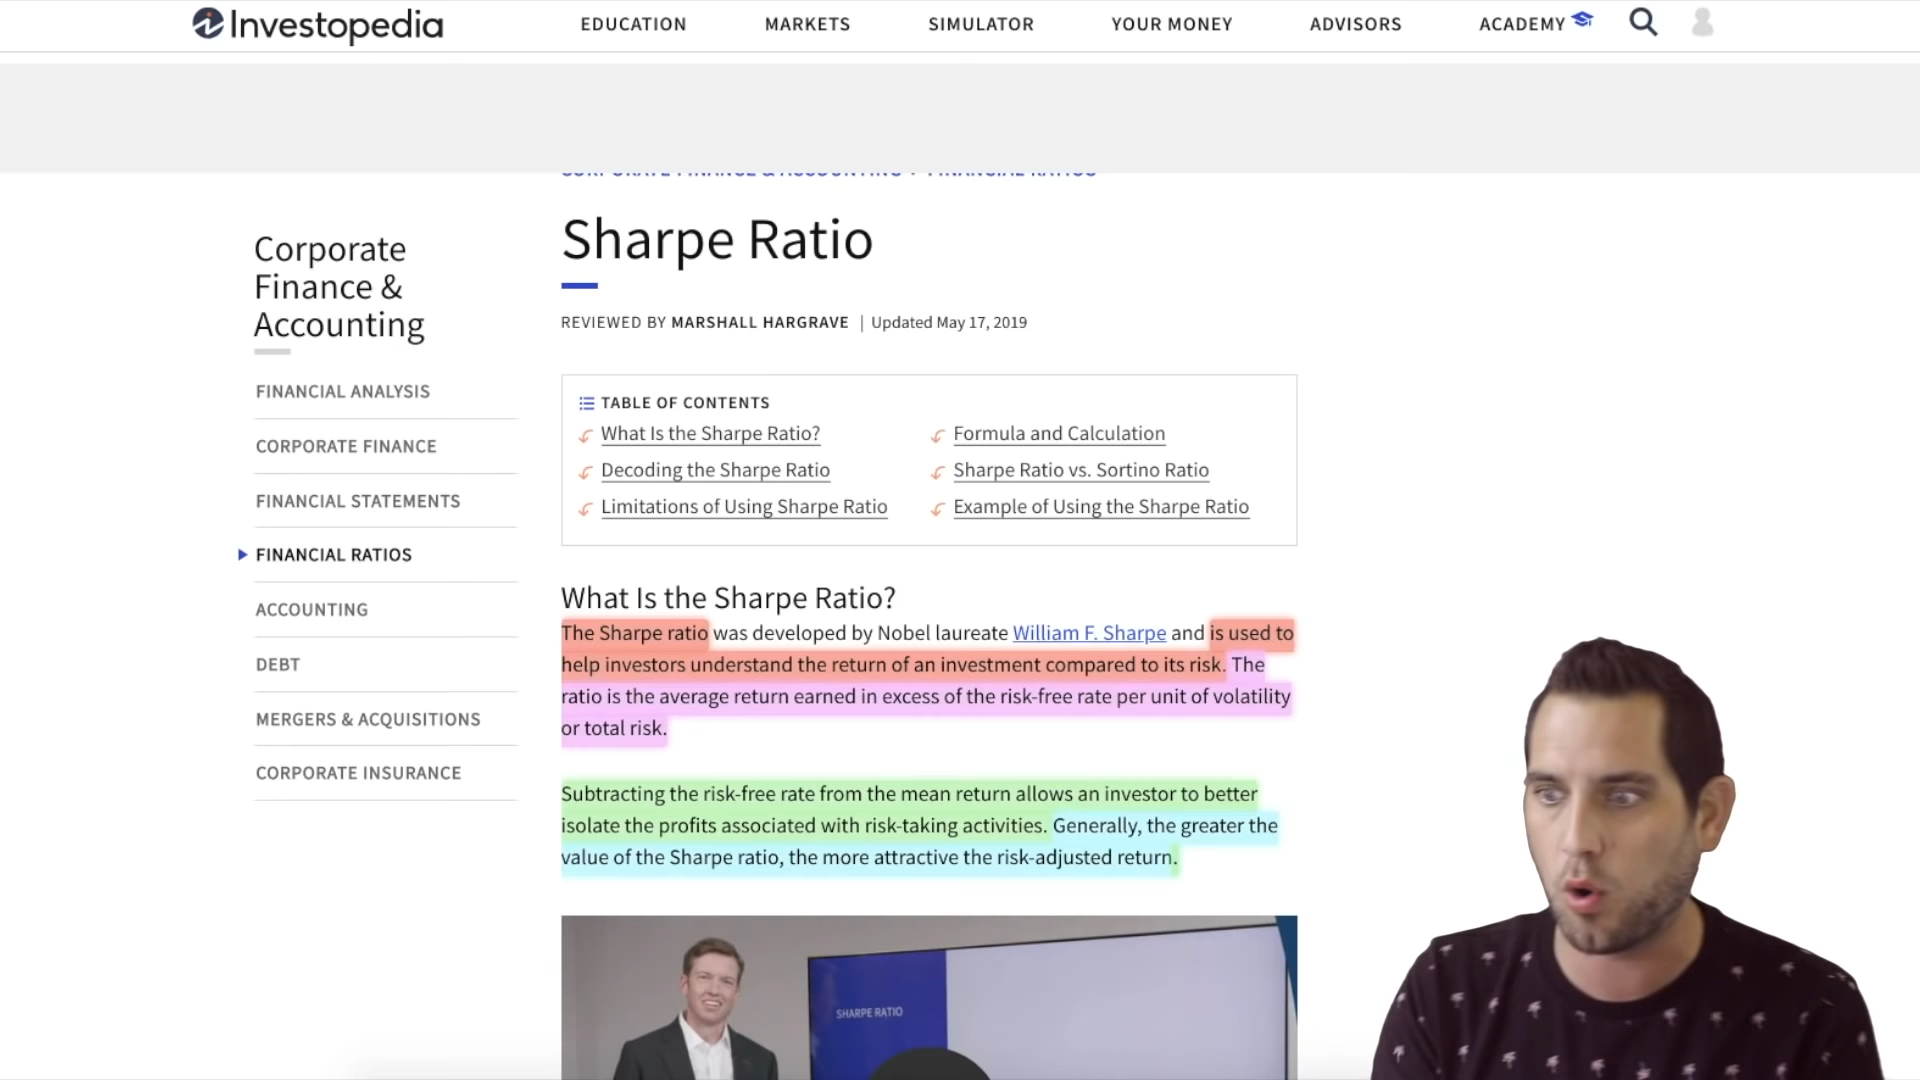 Investopedia
EDUCATION MARKETS SIMULATOR YOUR MONEY ADVISORS ACADEMY
CORPORATE FINANCE & ACCOUNTING FINANCIAL RATIOS
Corporate
Finance &
Accounting
FINANCIAL ANALYSIS
CORPORATE FINANCE
FINANCIAL STATEMENTS
FINANCIAL RATIOS
ACCOUNTING
DEBT
MERGERS & ACQUISITIONS
CORPORATE INSURANCE
Sharpe Ratio
REVIEWED BY MARSHALL HARGRAVE | Updated May 17, 2019
TABLE OF CONTENTS
What Is the Sharpe Ratio? Formula and Calculation
Decoding the Sharpe Ratio Sharpe Ratio vs. Sortino Ratio
Limitations of Using Sharpe Ratio Example of Using the Sharpe Ratio
What Is the Sharpe Ratio?
The Sharpe ratio was developed by Nobel laureate William F. Sharpe and is used to
help investors understand the return of an investment compared to its risk. The
ratio is the average return earned in excess of the risk-free rate per unit of volatility
or total risk.
Subtracting the risk-free rate from the mean return allows an investor to better
isolate the profits associated with risk-taking activities. Generally, the greater the
value of the Sharpe ratio, the more attractive the risk-adjusted return.
SHARPE RATIO